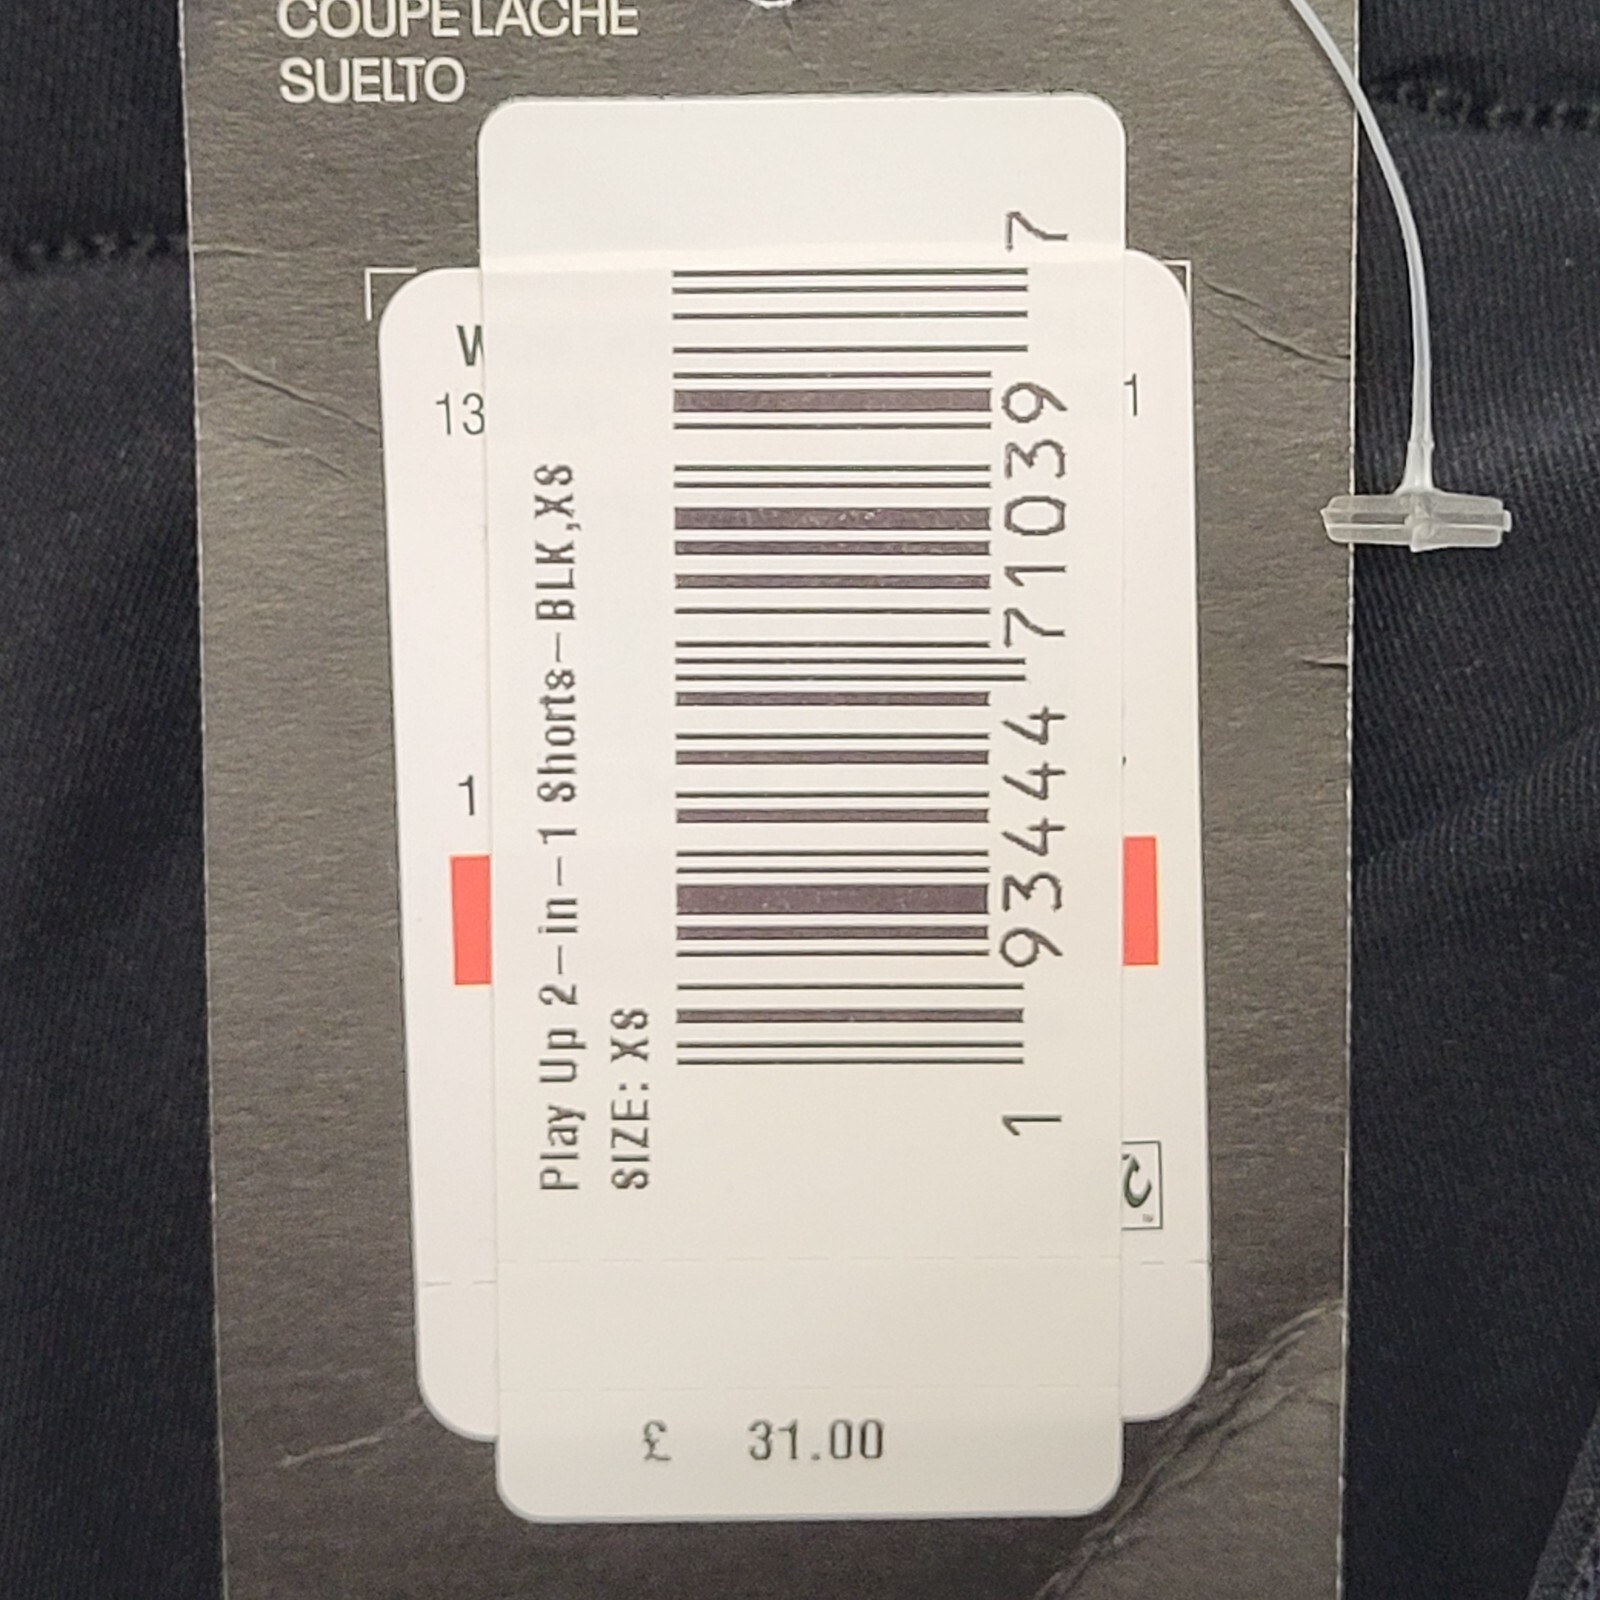 COUPE LACHE
SUELTO
W
13
1
1
Play Up 2-in-1 Shorts-BLK,XS
SIZE: XS
1 93444 71039 7
£ 31.00